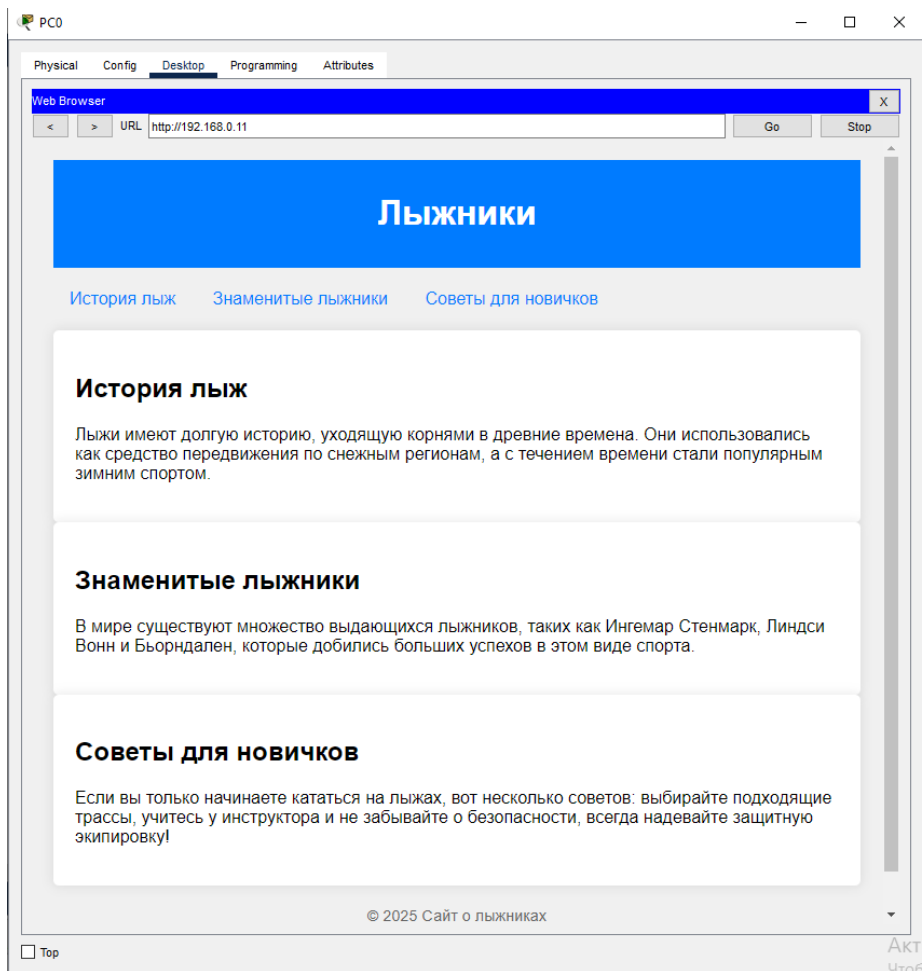 PC0
Physical Config Desktop Programming Attributes
Web Browser X
< > URL http://192.168.0.11 Go Stop
Лыжники
История лыж Знаменитые лыжники Советы для новичков
История лыж
Лыжи имеют долгую историю, уходящую корнями в древние времена. Они использовались
как средство передвижения по снежным регионам, а с течением времени стали популярным
зимним спортом.
Знаменитые лыжники
В мире существуют множество выдающихся лыжников, таких как Ингемар Стенмарк, Линдси
Вонн и Бьорндален, которые добились больших успехов в этом виде спорта.
Советы для новичков
Если вы только начинаете кататься на лыжах, вот несколько советов: выбирайте подходящие
трассы, учитесь у инструктора и не забывайте о безопасности, всегда надевайте защитную
экипировку!
© 2025 Сайт о лыжниках
Top
Акт